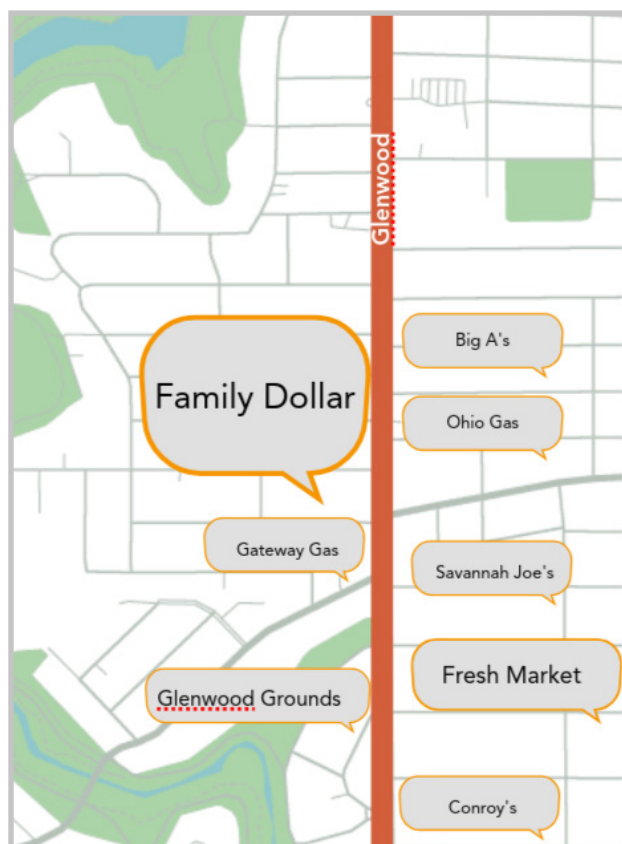 Glenwood
Big A's
Family Dollar
Ohio Gas
Gateway Gas
Savannah Joe's
Fresh Market
Glenwood Grounds
Conroy's